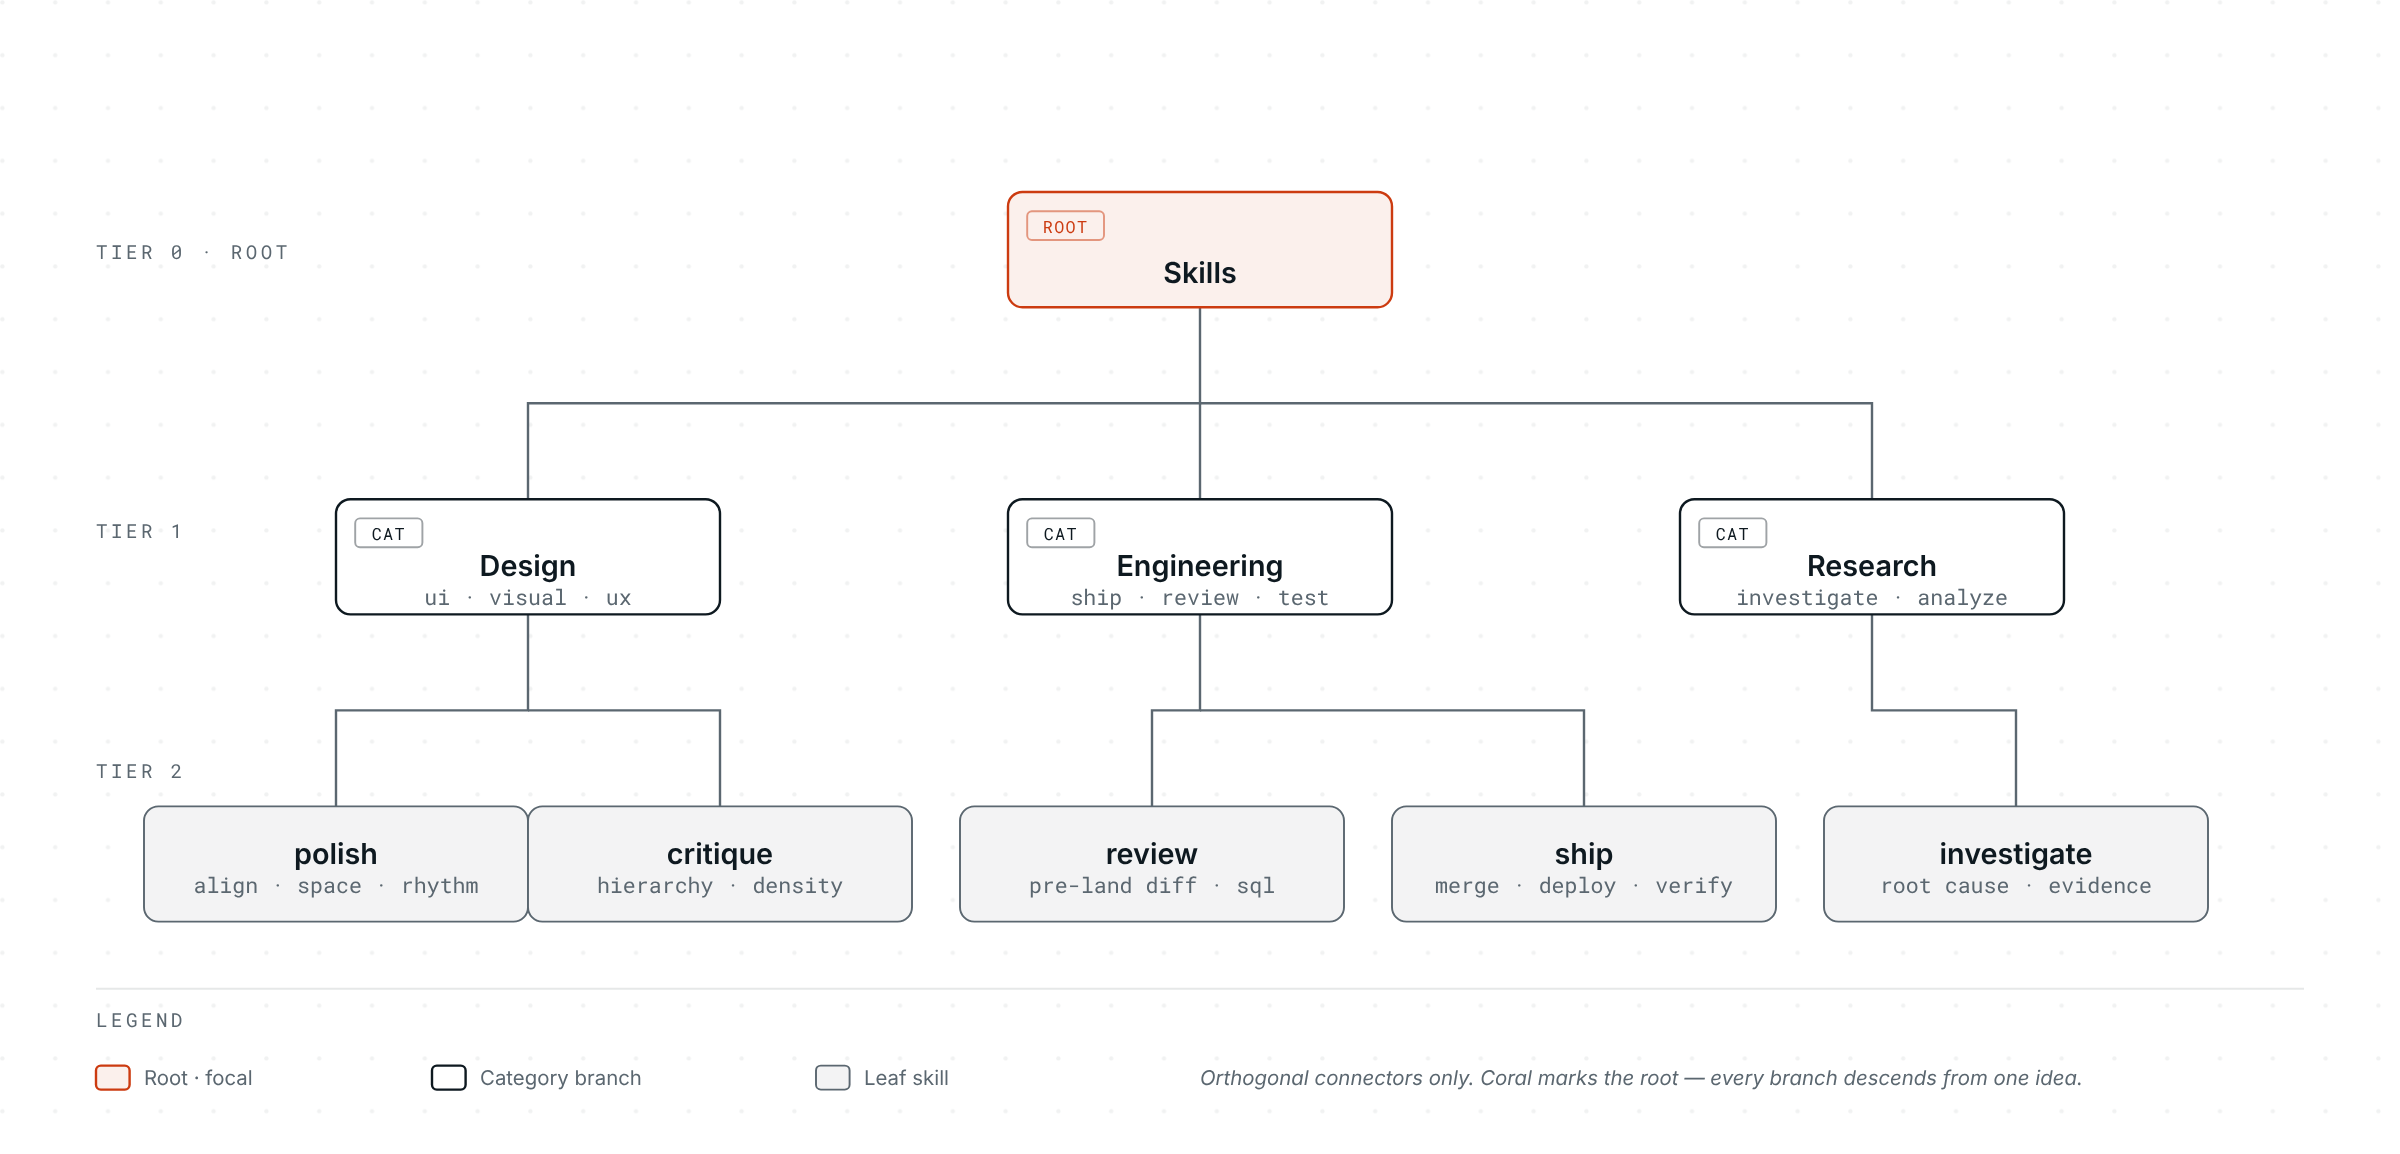 TIER 0 · ROOT
ROOT
Skills
TIER 1
CAT
Design
ui · visual · ux
CAT
Engineering
ship · review · test
CAT
Research
investigate · analyze
TIER 2
polish
align · space · rhythm
critique
hierarchy · density
review
pre-land diff · sql
ship
merge · deploy · verify
investigate
root cause · evidence
LEGEND
Root · focal
Category branch
Leaf skill
Orthogonal connectors only. Coral marks the root — every branch descends from one idea.